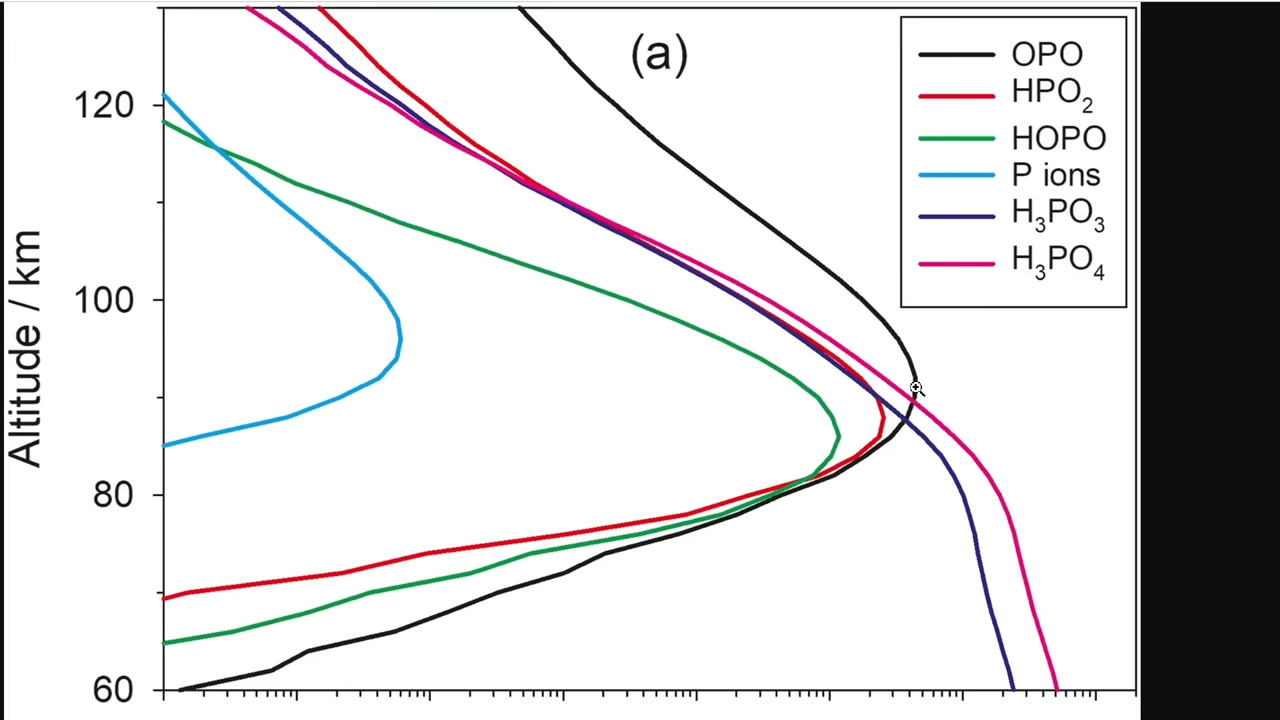 (a)
OPO
HPO₂
HOPO
P ions
H₃PO₃
H₃PO₄
Altitude / km
120
100
80
60